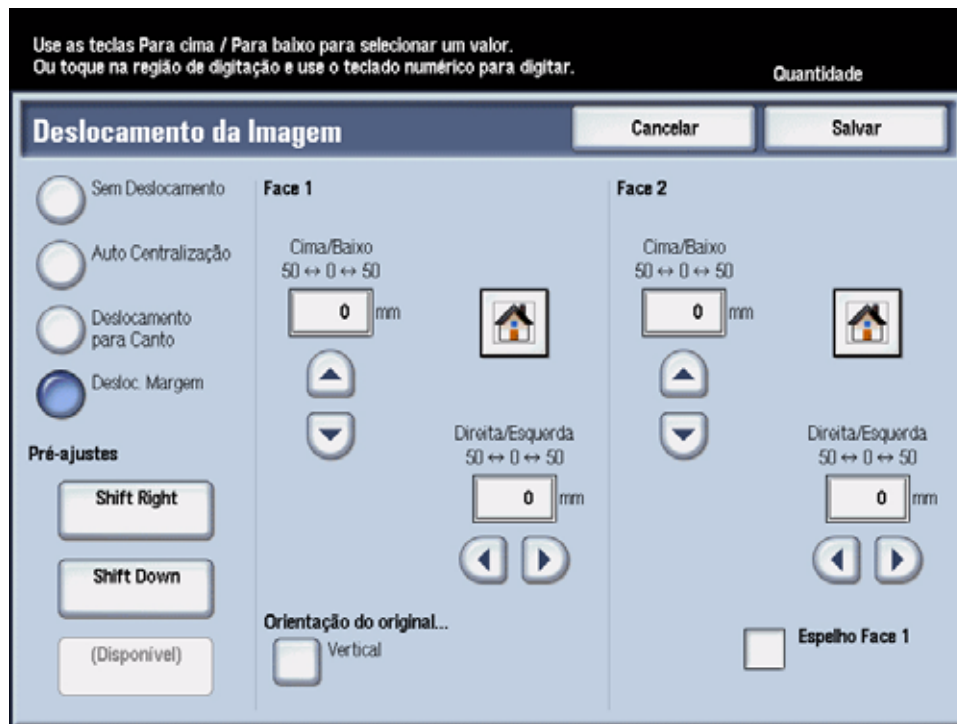 Use as teclas Para cima / Para baixo para selecionar um valor.
Ou toque na região de digitação e use o teclado numérico para digitar.
Quantidade
Deslocamento da Imagem
Cancelar
Salvar
Sem Deslocamento
Auto Centralização
Deslocamento
para Canto
Desloc. Margem
Pré-ajustes
Shift Right
Shift Down
(Disponível)
Face 1
Cima/Baixo
50 ↔ 0 ↔ 50
0 mm
Direita/Esquerda
50 ↔ 0 ↔ 50
0 mm
Orientação do original...
Vertical
Face 2
Cima/Baixo
50 ↔ 0 ↔ 50
0 mm
Direita/Esquerda
50 ↔ 0 ↔ 50
0 mm
Espelho Face 1